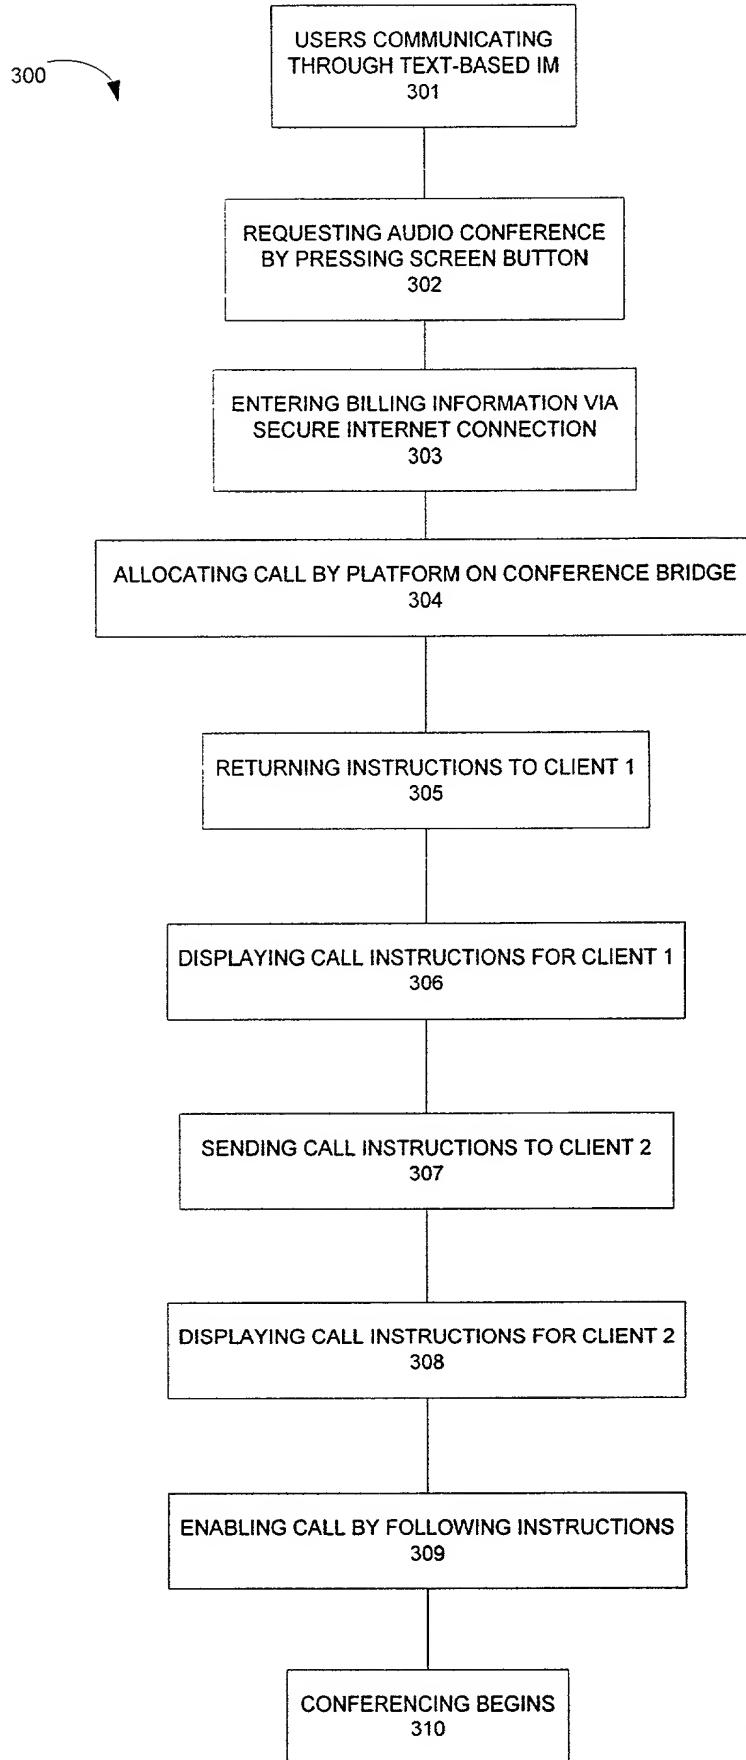 300
USERS COMMUNICATING
THROUGH TEXT-BASED IM
301
REQUESTING AUDIO CONFERENCE
BY PRESSING SCREEN BUTTON
302
ENTERING BILLING INFORMATION VIA
SECURE INTERNET CONNECTION
303
ALLOCATING CALL BY PLATFORM ON CONFERENCE BRIDGE
304
RETURNING INSTRUCTIONS TO CLIENT 1
305
DISPLAYING CALL INSTRUCTIONS FOR CLIENT 1
306
SENDING CALL INSTRUCTIONS TO CLIENT 2
307
DISPLAYING CALL INSTRUCTIONS FOR CLIENT 2
308
ENABLING CALL BY FOLLOWING INSTRUCTIONS
309
CONFERENCING BEGINS
310